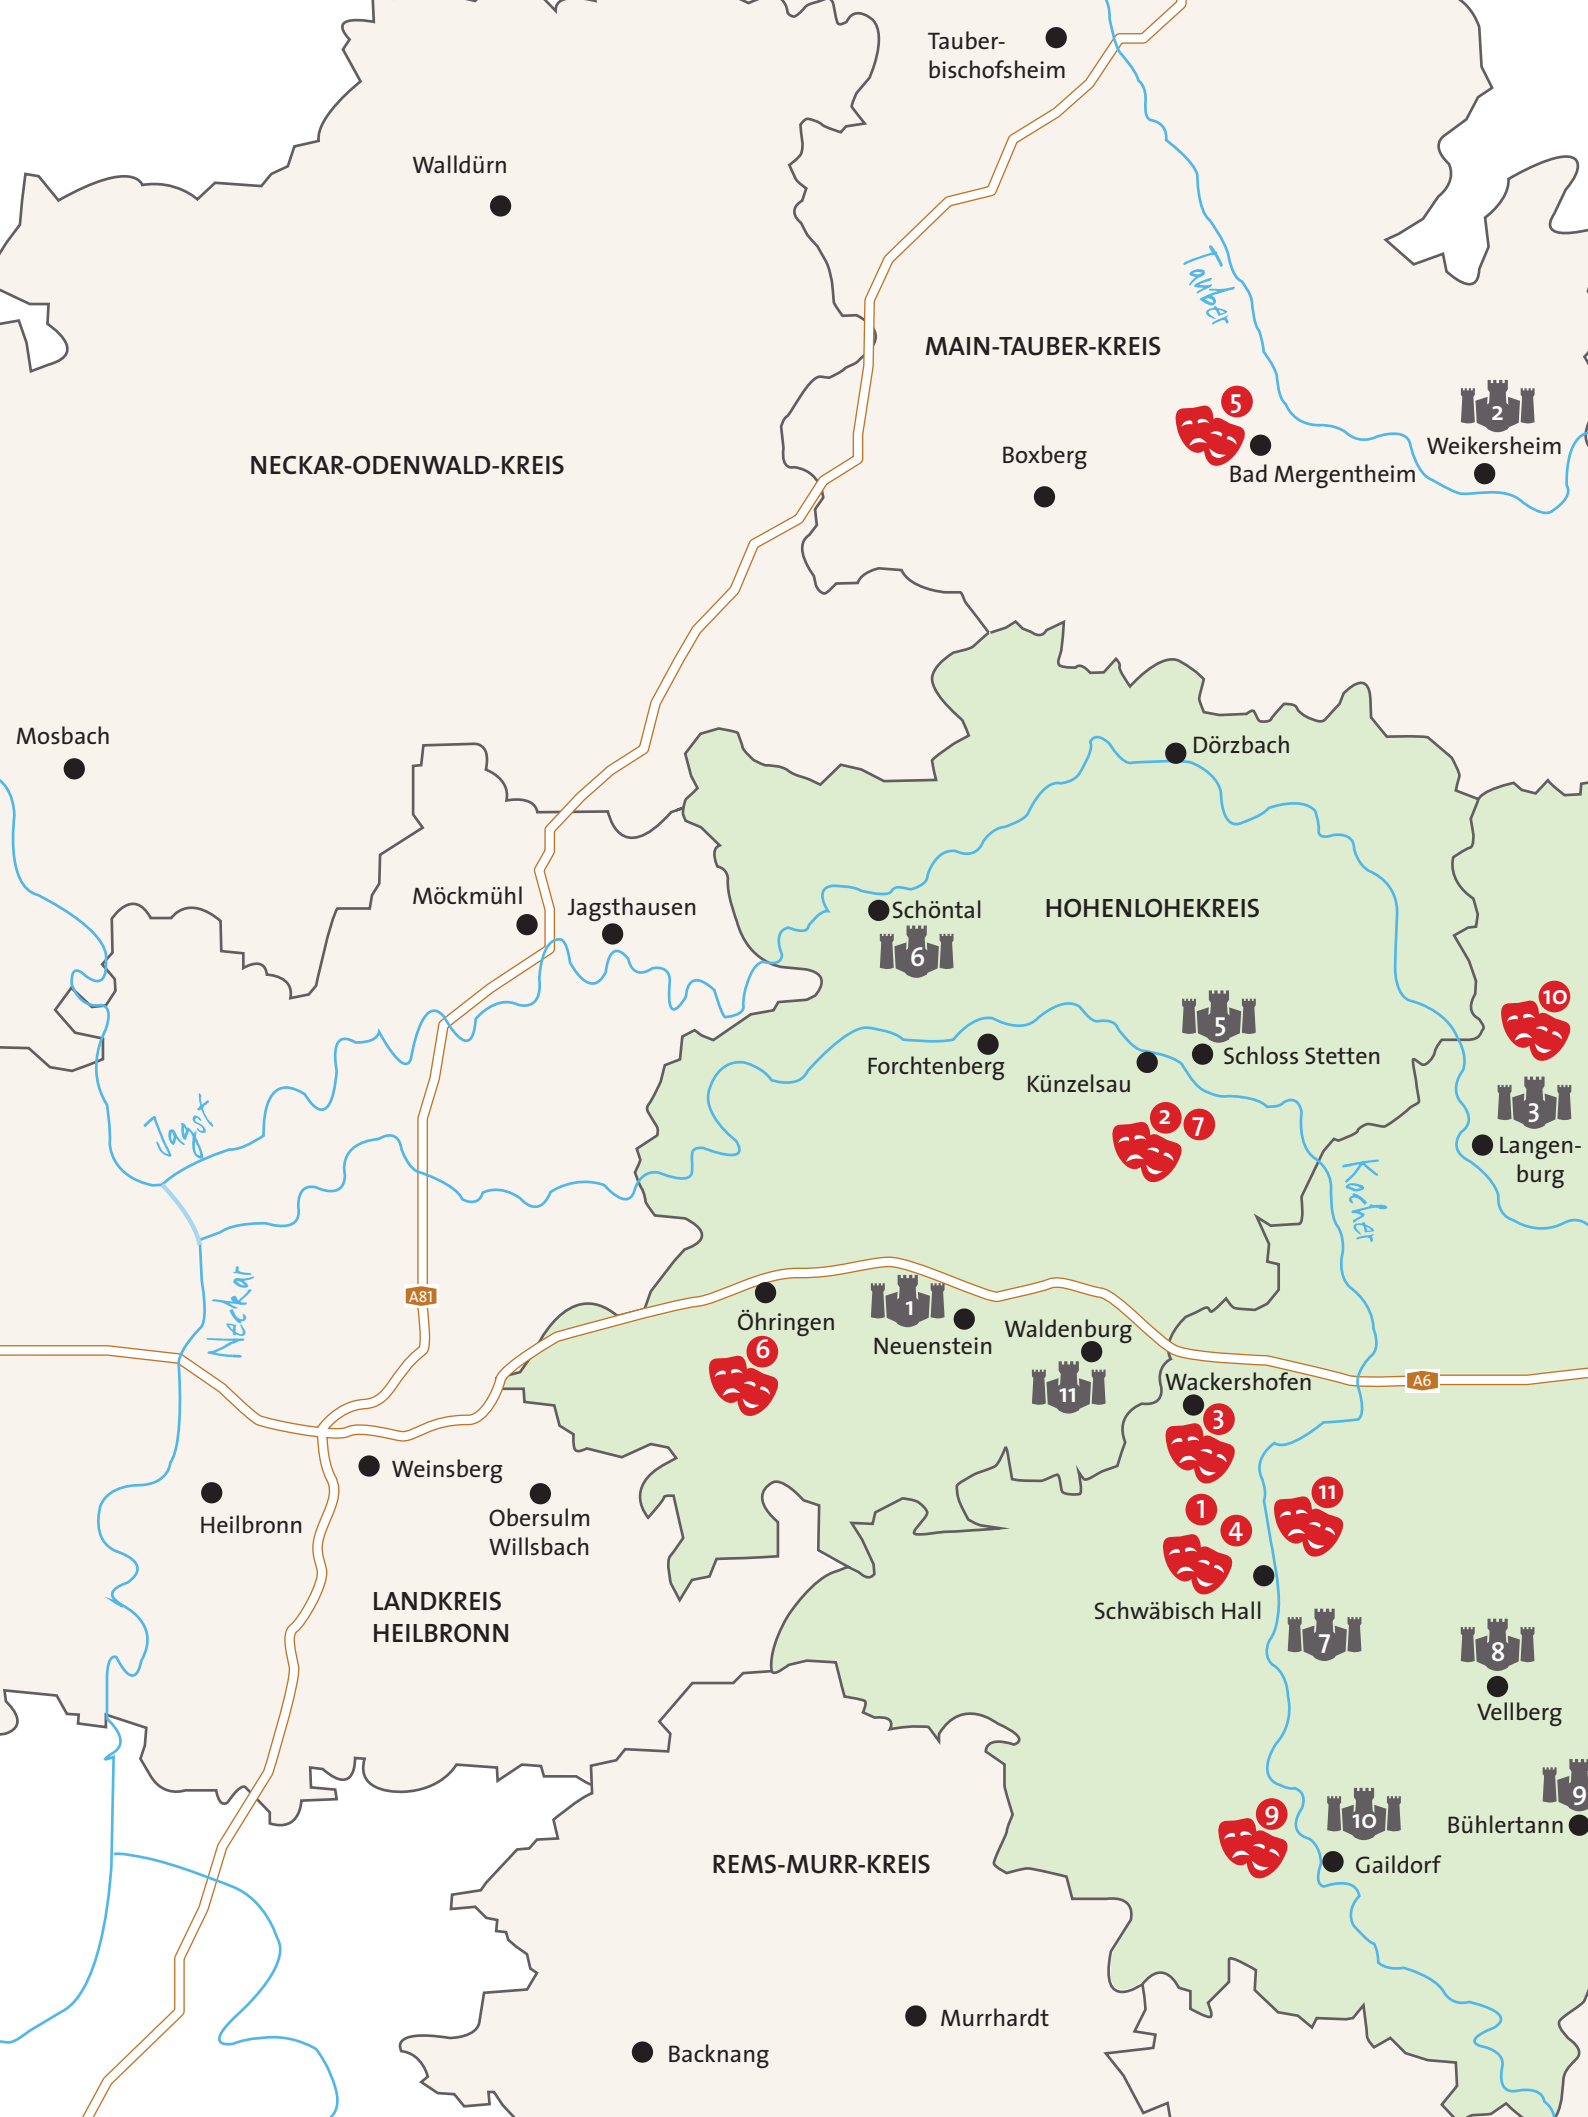 Tauber-
bischofsheim
Walldürn
Tauber
MAIN-TAUBER-KREIS
5
2
Weikersheim
NECKAR-ODENWALD-KREIS
Boxberg
Bad Mergentheim
Mosbach
Dörzbach
Möckmühl
Jagsthausen
Schöntal
HOHENLOHEKREIS
6
10
5
Forchtenberg
Schloss Stetten
Künzelsau
3
Jagst
2
7
Langen-
burg
Kocher
Neckar
A81
1
Öhringen
Neuenstein
Waldenburg
6
11
Wackershofen
A6
3
Weinsberg
Heilbronn
Obersulm
Willsbach
1
4
11
LANDKREIS
HEILBRONN
Schwäbisch Hall
7
8
Vellberg
9
9
10
Bühlertann
REMS-MURR-KREIS
Gaildorf
Murrhardt
Backnang